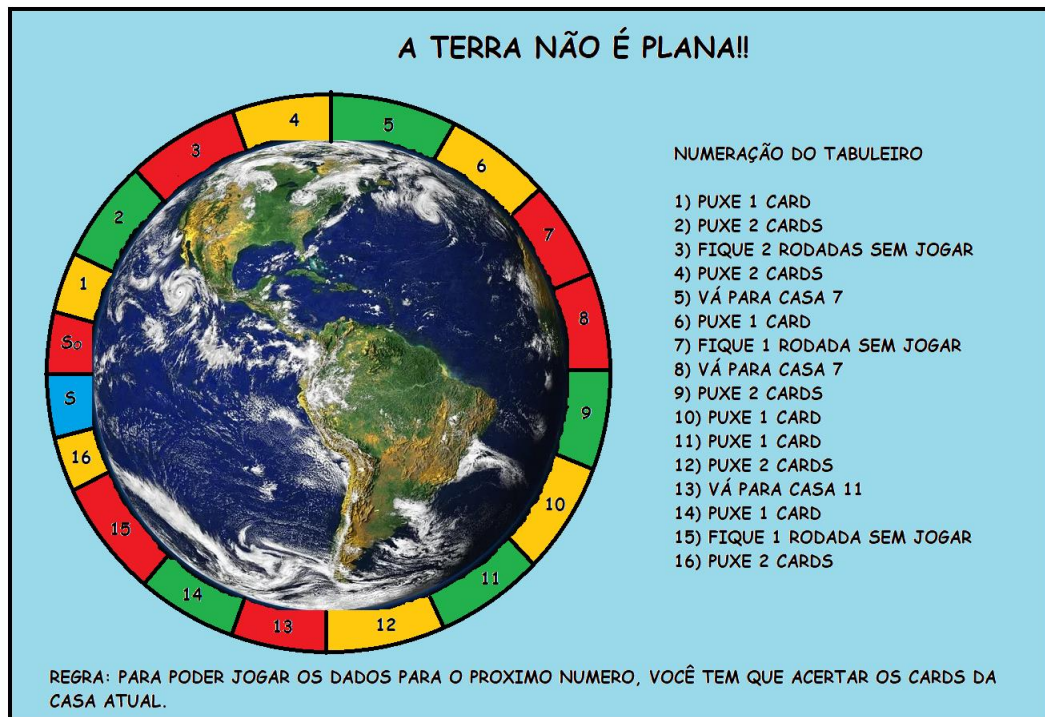 A TERRA NÃO É PLANA!!
4
5
3
6
2
7
1
8
So
S
9
16
10
15
11
14
13
12
NUMERAÇÃO DO TABULEIRO
1) PUXE 1 CARD
2) PUXE 2 CARDS
3) FIQUE 2 RODADAS SEM JOGAR
4) PUXE 2 CARDS
5) VÁ PARA CASA 7
6) PUXE 1 CARD
7) FIQUE 1 RODADA SEM JOGAR
8) VÁ PARA CASA 7
9) PUXE 2 CARDS
10) PUXE 1 CARD
11) PUXE 1 CARD
12) PUXE 2 CARDS
13) VÁ PARA CASA 11
14) PUXE 1 CARD
15) FIQUE 1 RODADA SEM JOGAR
16) PUXE 2 CARDS
REGRA: PARA PODER JOGAR OS DADOS PARA O PROXIMO NUMERO, VOCÊ TEM QUE ACERTAR OS CARDS DA
CASA ATUAL.